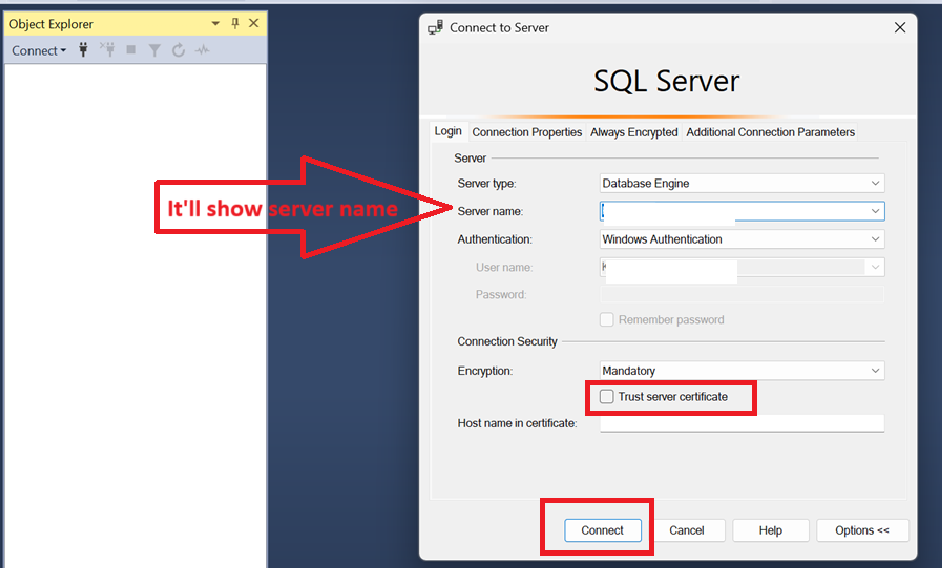 Object Explorer
Connect
Connect to Server
SQL Server
Login Connection Properties Always Encrypted Additional Connection Parameters
Server
Server type: Database Engine
It'll show server name
Server name:
Authentication: Windows Authentication
User name:
Password:
Remember password
Connection Security
Encryption: Mandatory
Trust server certificate
Host name in certificate:
Connect Cancel Help Options <<